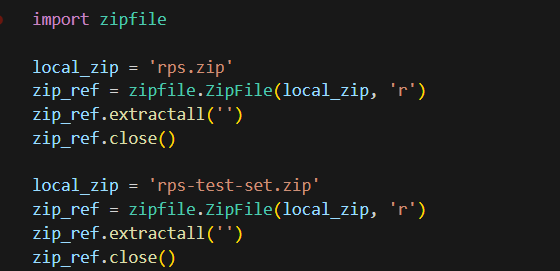 import zipfile
local_zip = 'rps.zip'
zip_ref = zipfile.ZipFile(local_zip, 'r')
zip_ref.extractall('')
zip_ref.close()
local_zip = 'rps-test-set.zip'
zip_ref = zipfile.ZipFile(local_zip, 'r')
zip_ref.extractall('')
zip_ref.close()